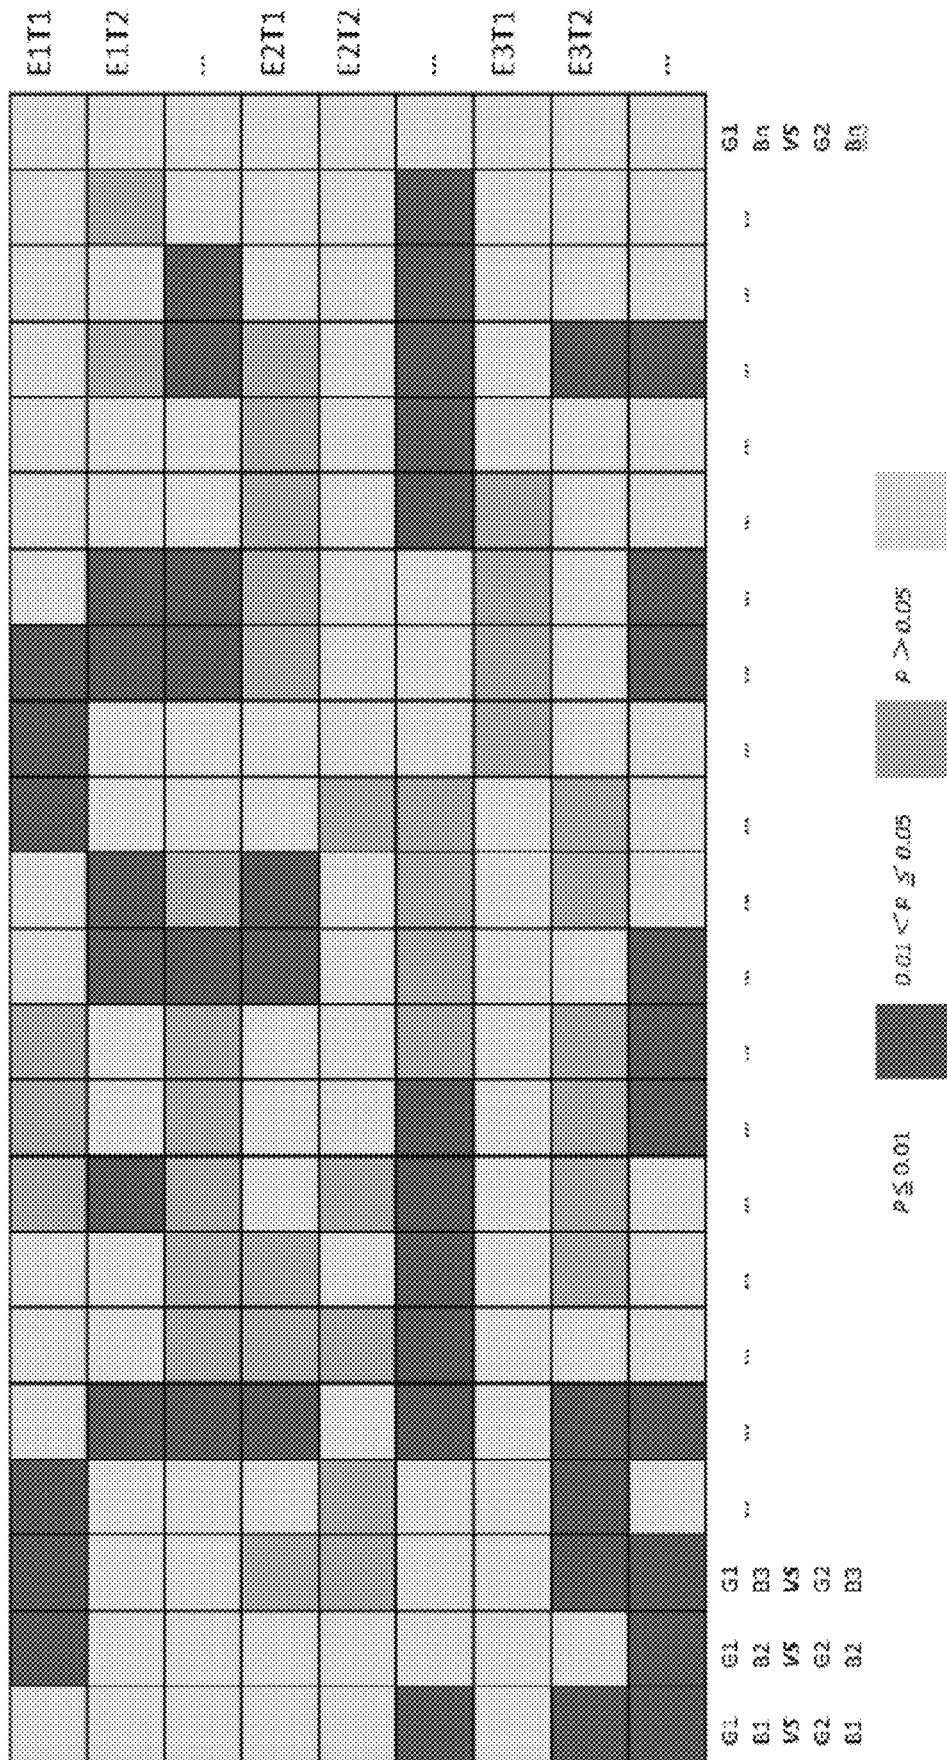 E1T1
E1T2
...
E2T1
E2T2
...
E3T1
E3T2
...
G1
B1
VS
G2
B1
G1
B2
VS
G2
B2
G1
B3
VS
G2
B3
... ... ... ... ... ... ... ... ... ... ... ... ... ... ... ... ... ...
G1
Bn
VS
G2
Bn
P≤0.01
0.01 < P ≤ 0.05
P > 0.05